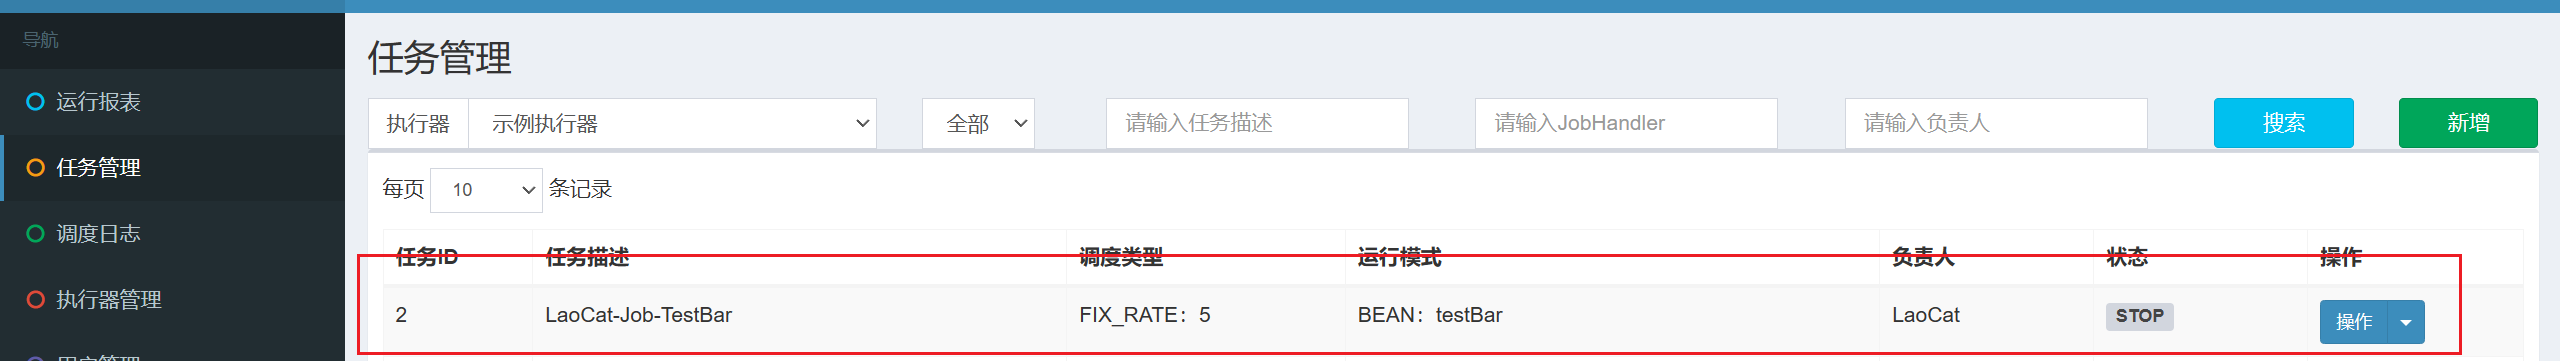 导航
运行报表
任务管理
调度日志
执行器管理
用户管理
任务管理
执行器 示例执行器 全部 请输入任务描述 请输入JobHandler 请输入负责人 搜索 新增
每页 10 条记录
任务ID 任务描述 调度类型 运行模式 负责人 状态 操作
2 LaoCat-Job-TestBar FIX_RATE：5 BEAN：testBar LaoCat STOP 操作